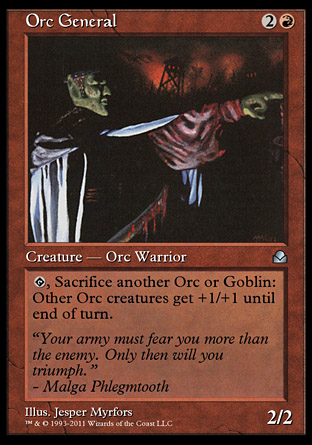 Orc General 2
Creature — Orc Warrior
, Sacrifice another Orc or Goblin:
Other Orc creatures get +1/+1 until
end of turn.
“Your army must fear you more than
the enemy. Only then will you
triumph.”
- Malga Phlegmtooth
Illus. Jesper Myrfors
™ & © 1993-2011 Wizards of the Coast LLC
2/2